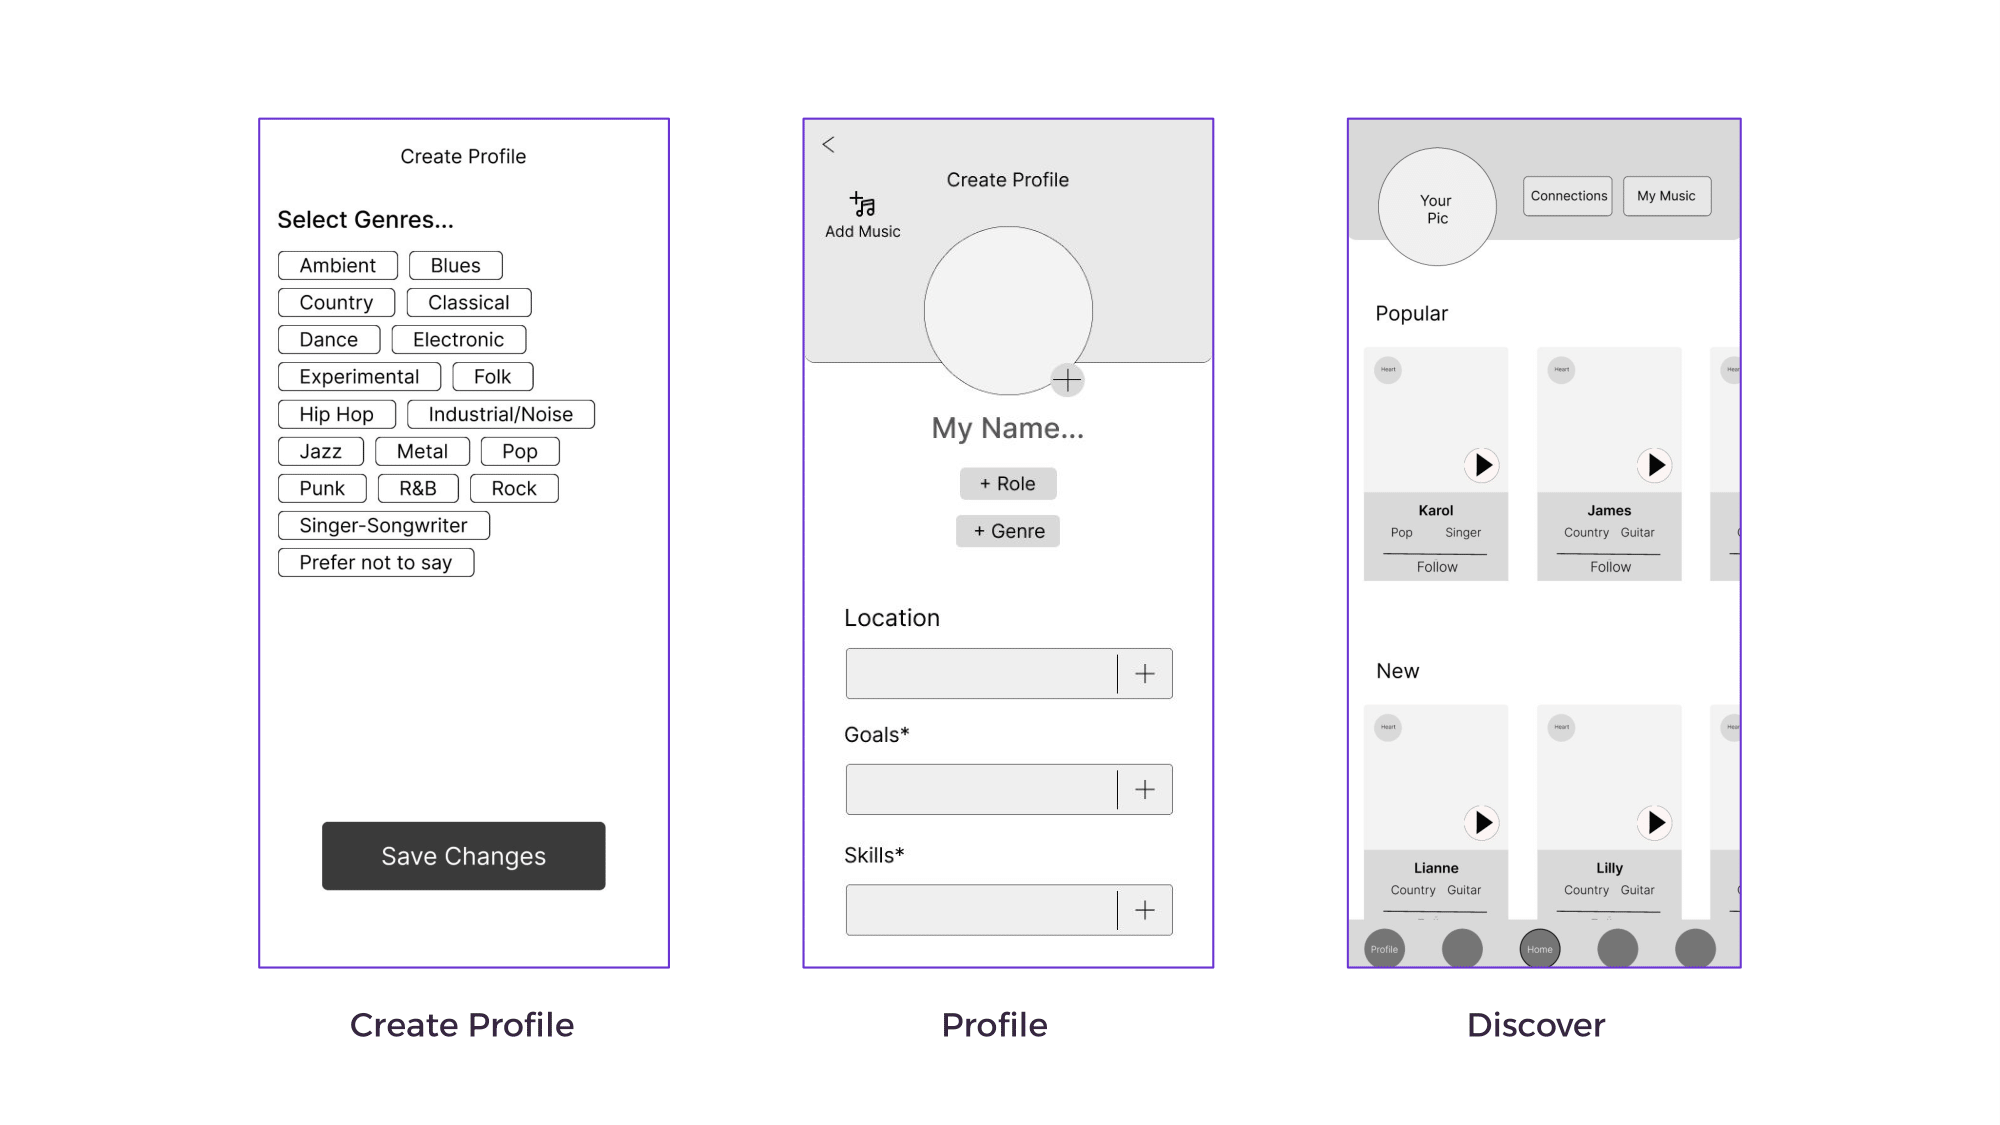 Create Profile
Select Genres...
Ambient
Blues
Country
Classical
Dance
Electronic
Experimental
Folk
Hip Hop
Industrial/Noise
Jazz
Metal
Pop
Punk
R&B
Rock
Singer-Songwriter
Prefer not to say
Save Changes
Create Profile
Create Profile
Add Music
My Name...
+ Role
+ Genre
Location
Goals*
Skills*
Profile
Your
Pic
Connections
My Music
Popular
Heart
Heart
Karol
Pop Singer
Follow
James
Country Guitar
Follow
New
Heart
Heart
Lianne
Country Guitar
Lilly
Country Guitar
Profile
Home
Discover